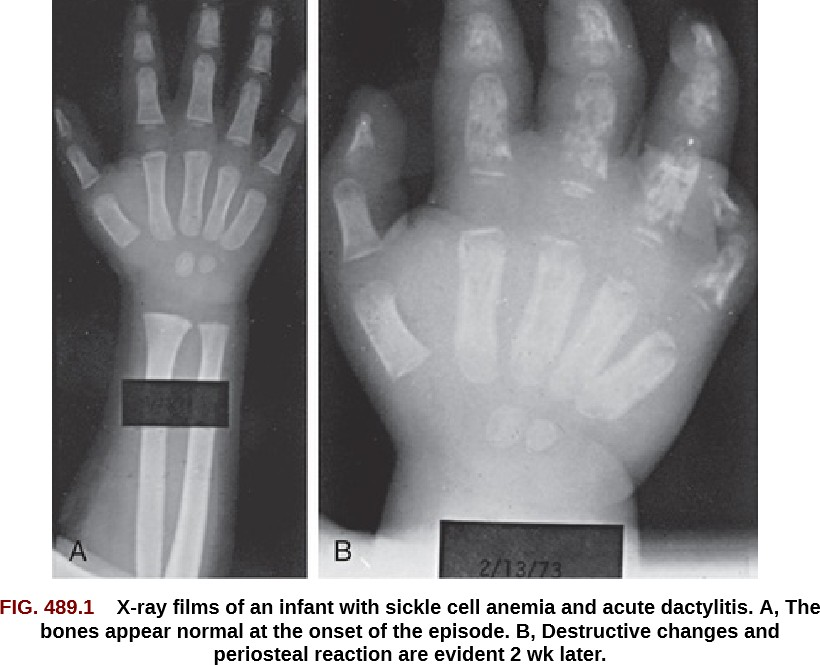 A
B
2/13/73
FIG. 489.1 X-ray films of an infant with sickle cell anemia and acute dactylitis. A, The
bones appear normal at the onset of the episode. B, Destructive changes and
periosteal reaction are evident 2 wk later.